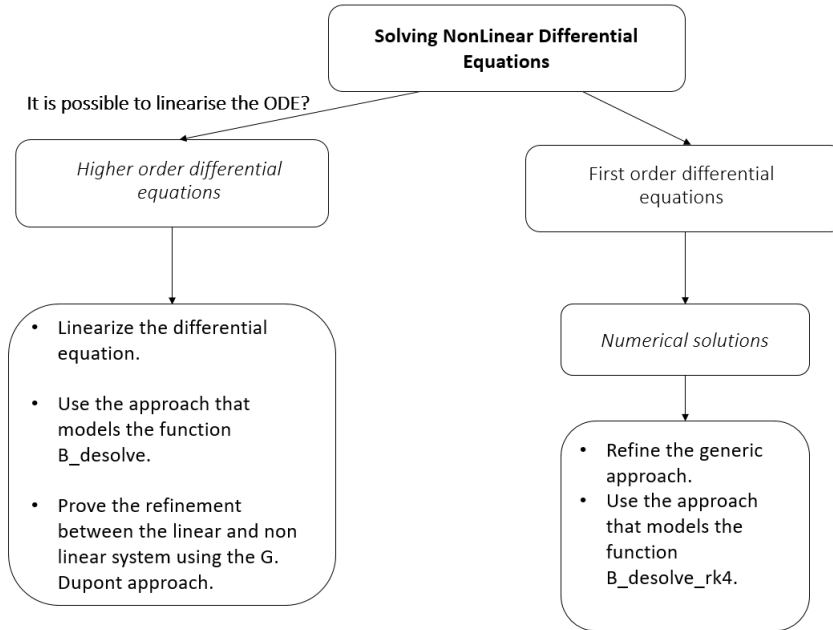 Solving NonLinear Differential
Equations
It is possible to linearise the ODE?
Higher order differential
equations
First order differential
equations
• Linearize the differential
equation.
• Use the approach that
models the function
B_desolve.
• Prove the refinement
between the linear and non
linear system using the G.
Dupont approach.
Numerical solutions
• Refine the generic
approach.
• Use the approach
that models the
function
B_desolve_rk4.